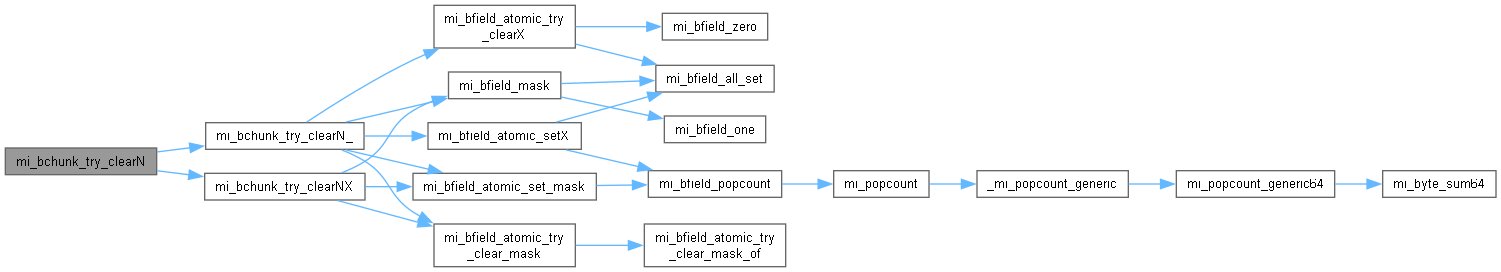 mi_bchunk_try_clearN
mi_bchunk_try_clearN_
mi_bchunk_try_clearNX
mi_bfield_atomic_try
_clearX
mi_bfield_mask
mi_bfield_atomic_setX
mi_bfield_atomic_set_mask
mi_bfield_atomic_try
_clear_mask
mi_bfield_zero
mi_bfield_all_set
mi_bfield_one
mi_bfield_popcount
mi_bfield_atomic_try
_clear_mask_of
mi_popcount
_mi_popcount_generic
mi_popcount_generic64
mi_byte_sum64